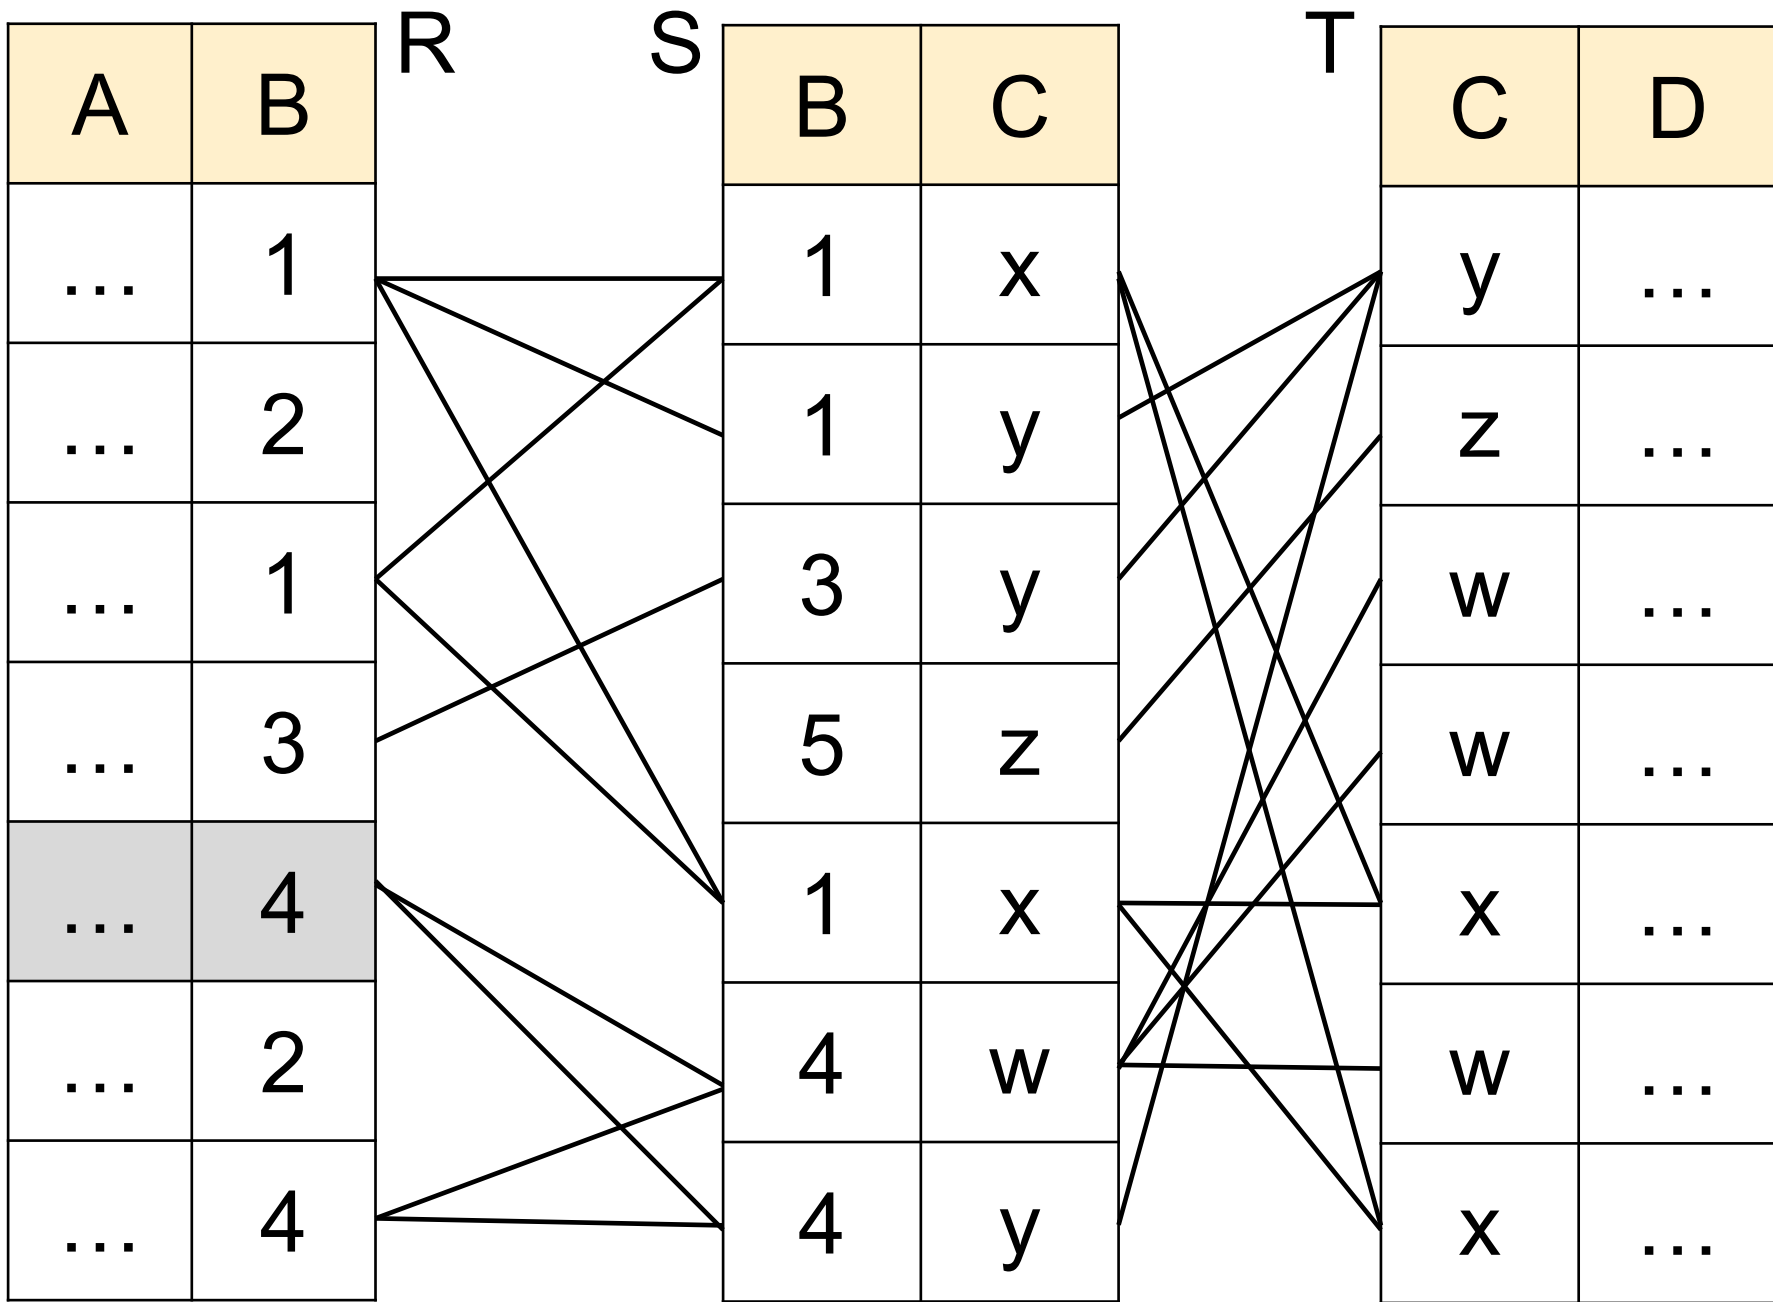 R S T
A B B C C D
... 1 1 x y ...
... 2 1 y z ...
... 1 3 y w ...
... 3 5 z w ...
... 4 1 x x ...
... 2 4 w w ...
... 4 4 y x ...